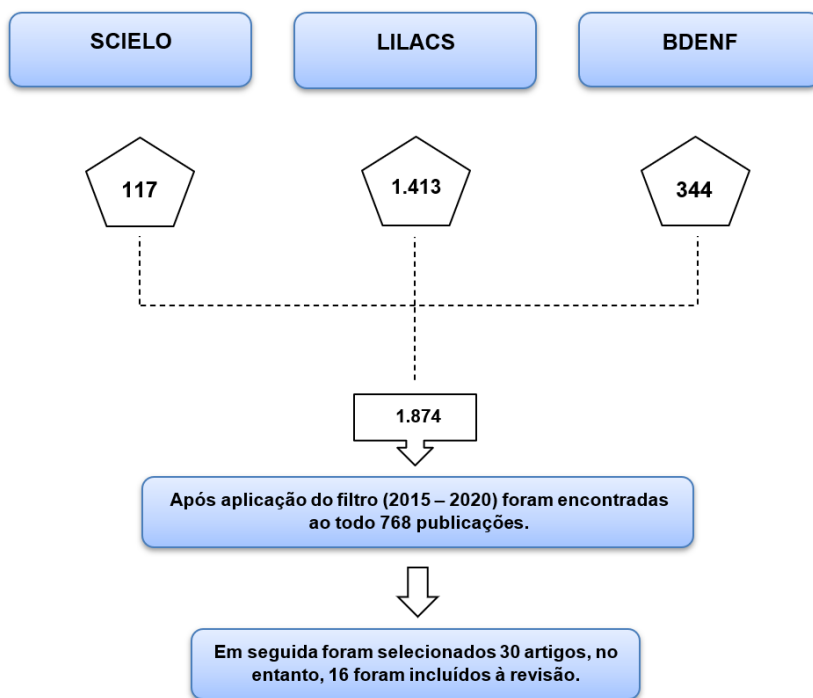 SCIELO
LILACS
BDENF
117
1.413
344
1.874
Após aplicação do filtro (2015 – 2020) foram encontradas
ao todo 768 publicações.
Em seguida foram selecionados 30 artigos, no
entanto, 16 foram incluídos à revisão.